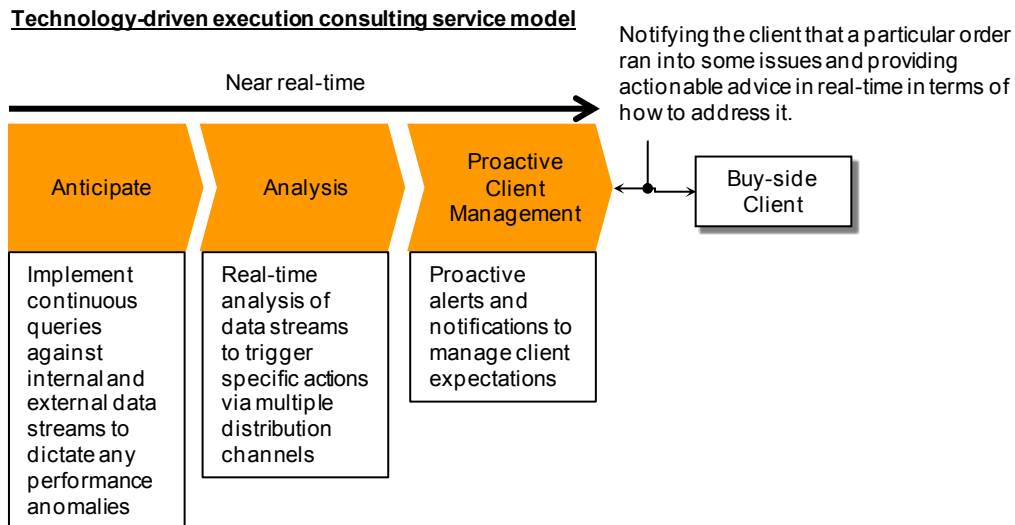 Technology-driven execution consulting service model
Notifying the client that a particular order
ran into some issues and providing
actionable advice in real-time in terms of
how to address it.
Near real-time
Anticipate
Analysis
Proactive
Client
Management
Buy-side
Client
Implement
continuous
queries
against
internal and
external data
streams to
dictate any
performance
anomalies
Real-time
analysis of
data streams
to trigger
specific actions
via multiple
distribution
channels
Proactive
alerts and
notifications to
manage client
expectations